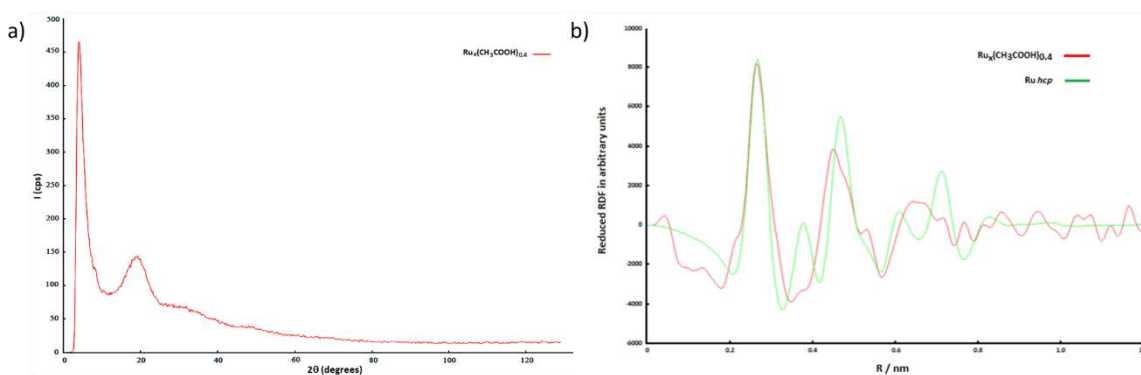 a)
500
450
400
350
300
250
200
150
100
50
0
I (cps)
Ruₓ(CH₃COOH)₀.₄
0 20 40 60 80 100 120
2θ (degrees)
b)
10000
8000
6000
4000
2000
0
-2000
-4000
-6000
Reduced RDF in arbitrary units
Ruₓ(CH₃COOH)₀.₄
Ru hcp
0 0.2 0.4 0.6 0.8 1.0
R / nm